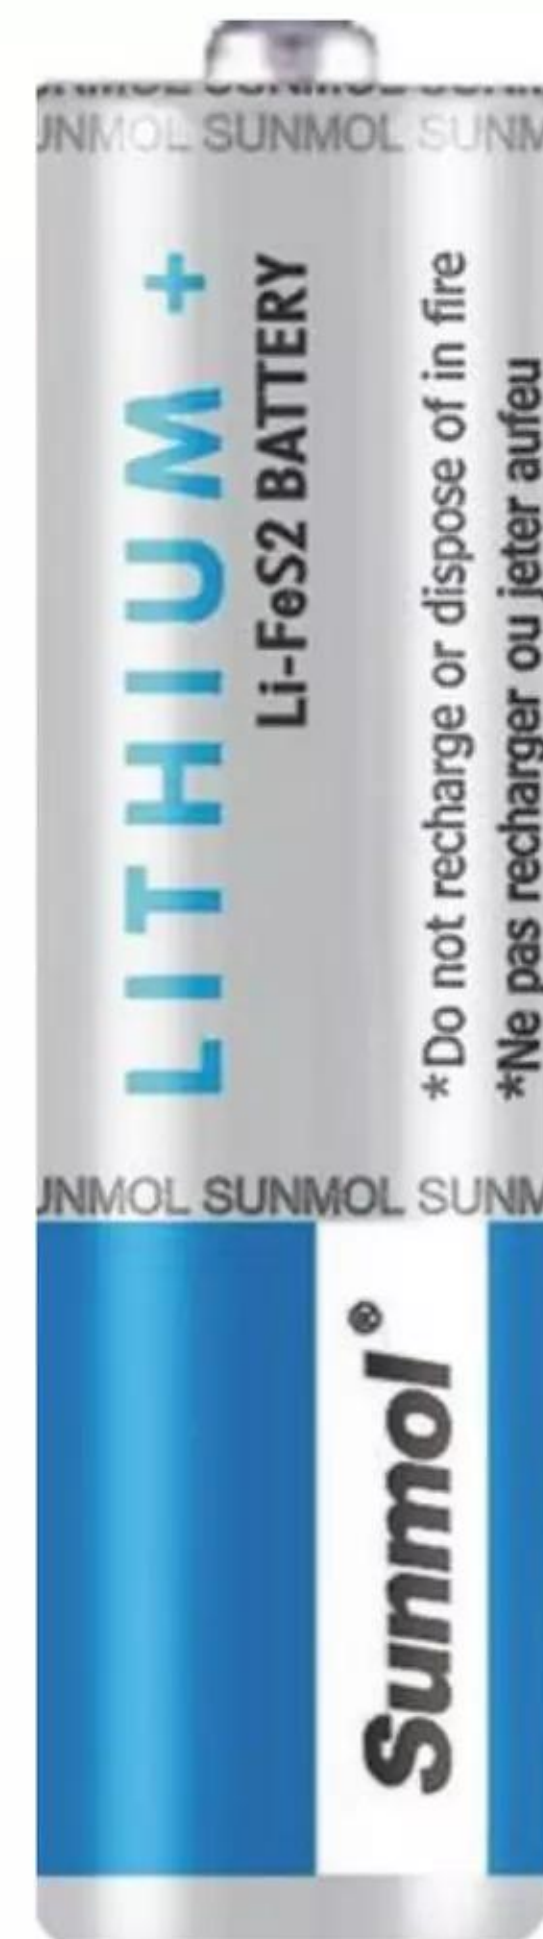 SUNMOL SUNMOL
LITHIUM +
Li-FeS2 BATTERY
*Do not recharge or dispose of in fire
*Ne pas recharger ou jeter aufeu
SUNMOL
Sunmol®